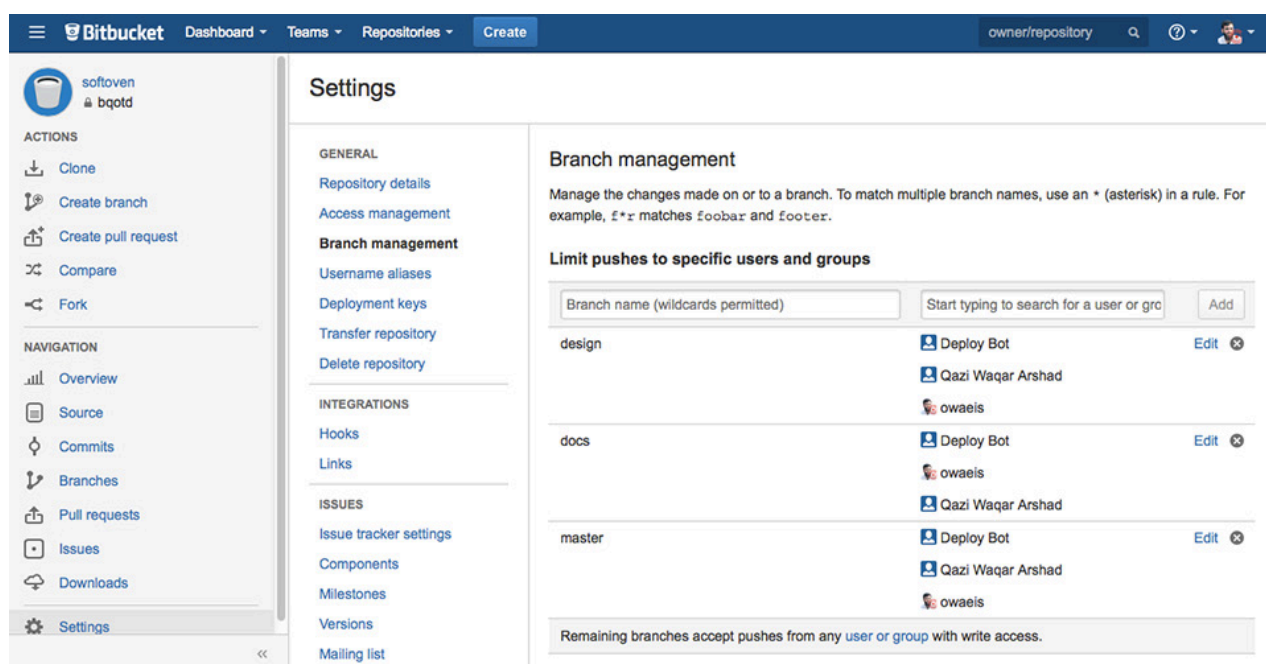 Bitbucket Dashboard Teams Repositories Create owner/repository
softoven
bqotd
ACTIONS
Clone
Create branch
Create pull request
Compare
Fork
NAVIGATION
Overview
Source
Commits
Branches
Pull requests
Issues
Downloads
Settings
Settings
GENERAL
Repository details
Access management
Branch management
Username aliases
Deployment keys
Transfer repository
Delete repository
INTEGRATIONS
Hooks
Links
ISSUES
Issue tracker settings
Components
Milestones
Versions
Mailing list
Branch management
Manage the changes made on or to a branch. To match multiple branch names, use an * (asterisk) in a rule. For
example, f*r matches foobar and footer.
Limit pushes to specific users and groups
Branch name (wildcards permitted) Start typing to search for a user or grc Add
design Deploy Bot Edit
Qazi Waqar Arshad
owaeis
docs Deploy Bot Edit
owaeis
Qazi Waqar Arshad
master Deploy Bot Edit
Qazi Waqar Arshad
owaeis
Remaining branches accept pushes from any user or group with write access.